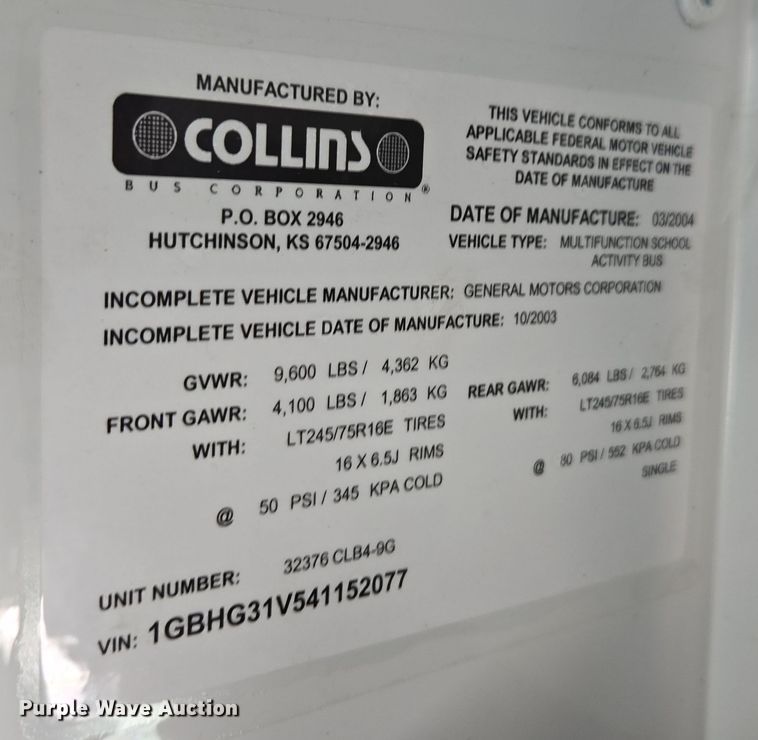 MANUFACTURED BY:
COLLINS
BUS CORPORATION®
P.O. BOX 2946
HUTCHINSON, KS 67504-2946
THIS VEHICLE CONFORMS TO ALL
APPLICABLE FEDERAL MOTOR VEHICLE
SAFETY STANDARDS IN EFFECT ON THE
DATE OF MANUFACTURE
DATE OF MANUFACTURE: 03/2004
VEHICLE TYPE: MULTIFUNCTION SCHOOL
ACTIVITY BUS
INCOMPLETE VEHICLE MANUFACTURER: GENERAL MOTORS CORPORATION
INCOMPLETE VEHICLE DATE OF MANUFACTURE: 10/2003
GVWR: 9,600 LBS / 4,362 KG
FRONT GAWR: 4,100 LBS / 1,863 KG
WITH: LT245/75R16E TIRES
16 X 6.5J RIMS
@ 50 PSI / 345 KPA COLD
REAR GAWR: 6,084 LBS / 2,764 KG
WITH: LT245/75R16E TIRES
16 X 6.5J RIMS
@ 80 PSI / 552 KPA COLD
SINGLE
UNIT NUMBER: 32376 CLB4-9G
VIN: 1GBHG31V541152077
Purple Wave Auction